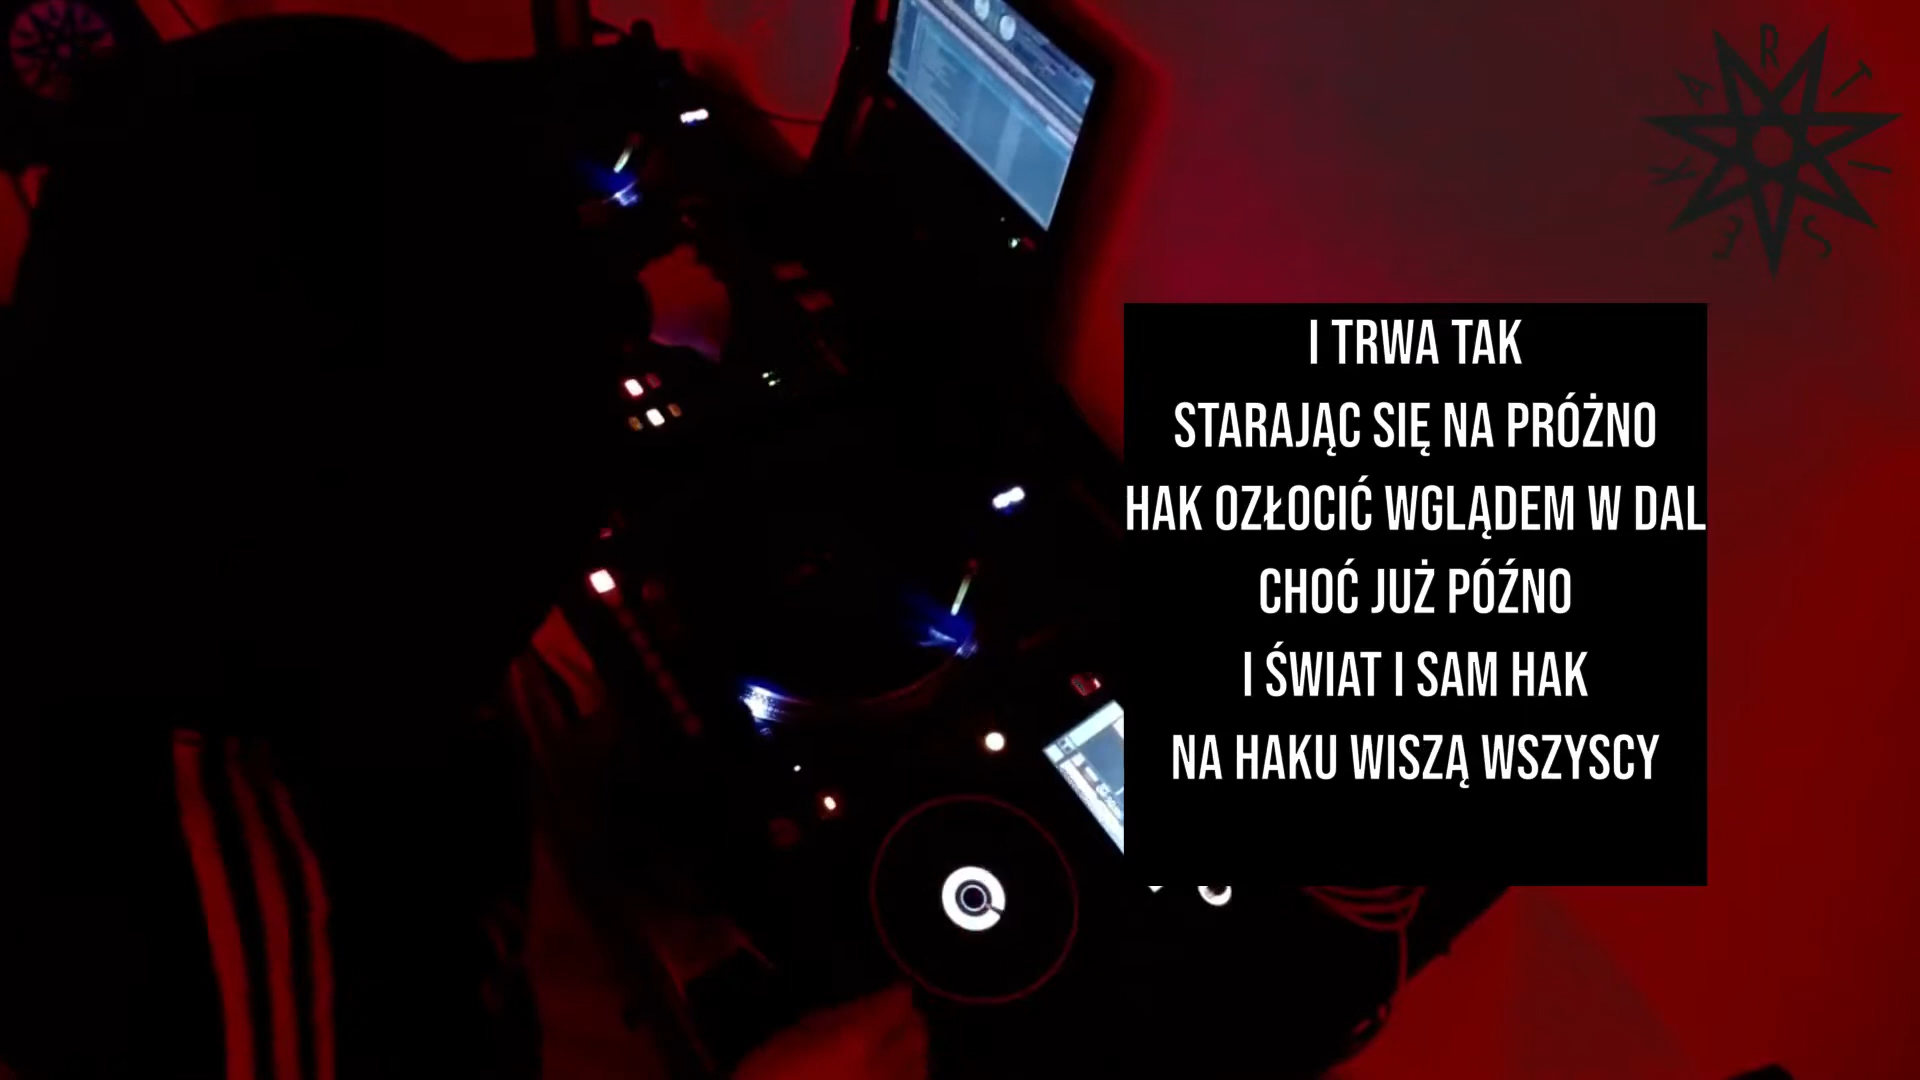 I TRWA TAK
STARAJĄC SIĘ NA PRÓŻNO
HAK OZŁOCIĆ WGLĄDEM W DAL
CHOĆ JUŻ PÓŹNO
I ŚWIAT I SAM HAK
NA HAKU WISZĄ WSZYSCY